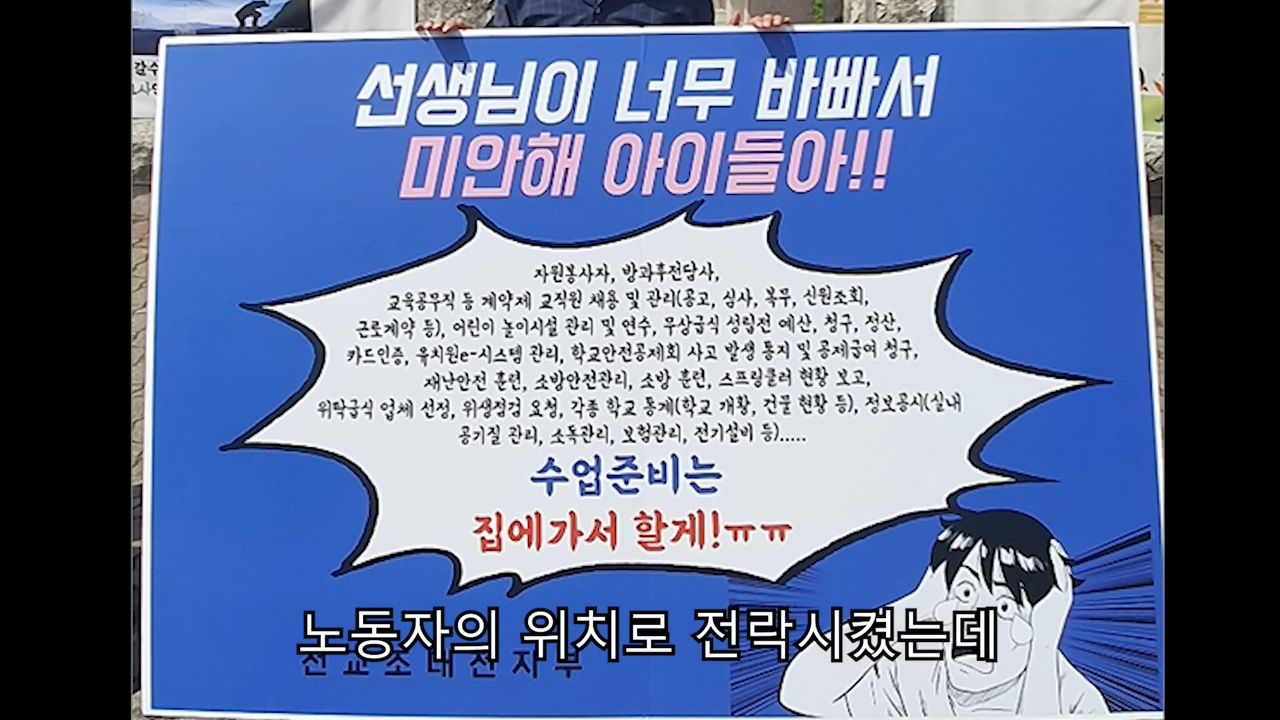 갈수
사
선생님이 너무 바빠서
미안해 아이들아!!
자원봉사자, 방과후전담사,
교육공무직 등 계약제 교직원 채용 및 관리(공고, 심사, 복무, 신원조회,
근로계약 등), 어린이 놀이시설 관리 및 연수, 무상급식 성립전 예산, 청구, 정산,
카드인증, 유치원e-시스템 관리, 학교안전공제회 사고 발생 통지 및 공제급여 청구,
재난안전 훈련, 소방안전관리, 소방 훈련, 스프링클러 현황 보고,
위탁급식 업체 선정, 위생점검 요청, 각종 학교 통계(학교 개황, 건물 현황 등), 정보공시(실내
공기질 관리, 소독관리, 보험관리, 전기설비 등).....
수업준비는
집에가서 할게!ㅠㅠ
노동자의 위치로 전락시켰는데